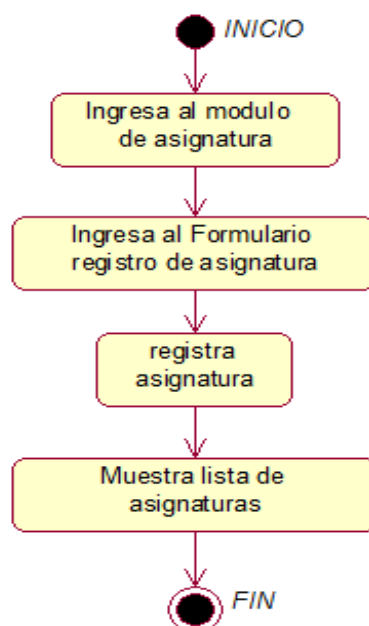 INICIO
Ingresa al modulo
de asignatura
Ingresa al Formulario
registro de asignatura
registra
asignatura
Muestra lista de
asignaturas
FIN